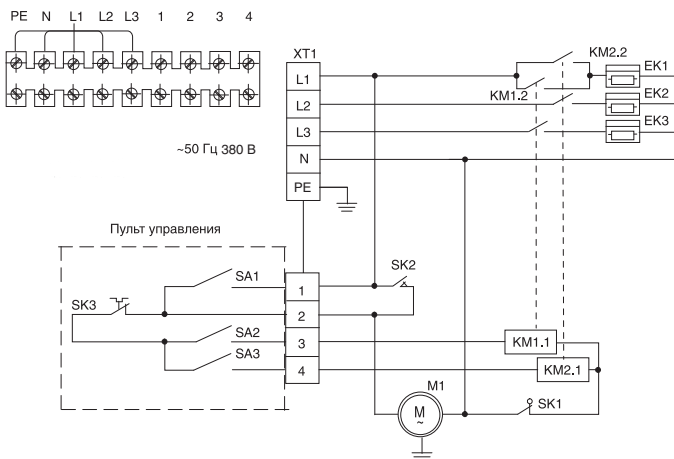 PE N L1 L2 L3 1 2 3 4
~50 Гц 380 В
XT1
L1
L2
L3
N
PE
KM2.2
KM1.2
EK1
EK2
EK3
Пульт управления
SA1
SK3
SA2
SA3
1
2
3
4
SK2
KM1.1
KM2.1
M1
M
~
SK1